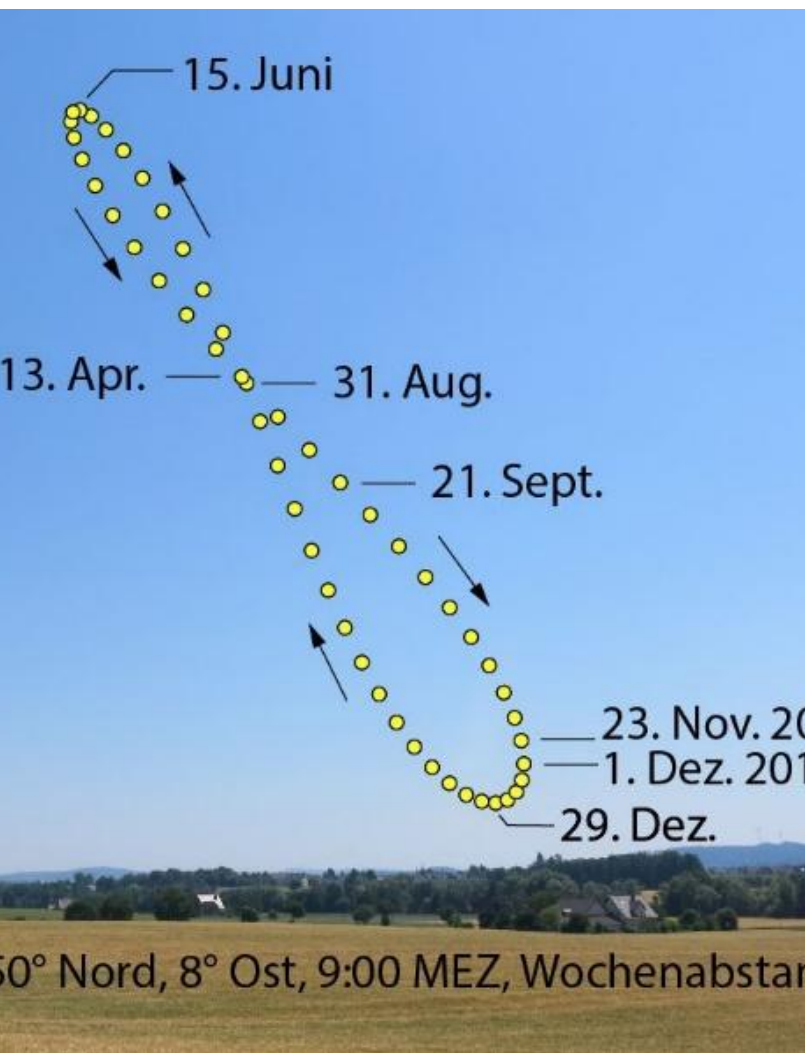 15. Juni
13. Apr.
31. Aug.
21. Sept.
23. Nov. 20
1. Dez. 201
29. Dez.
50° Nord, 8° Ost, 9:00 MEZ, Wochenabstan